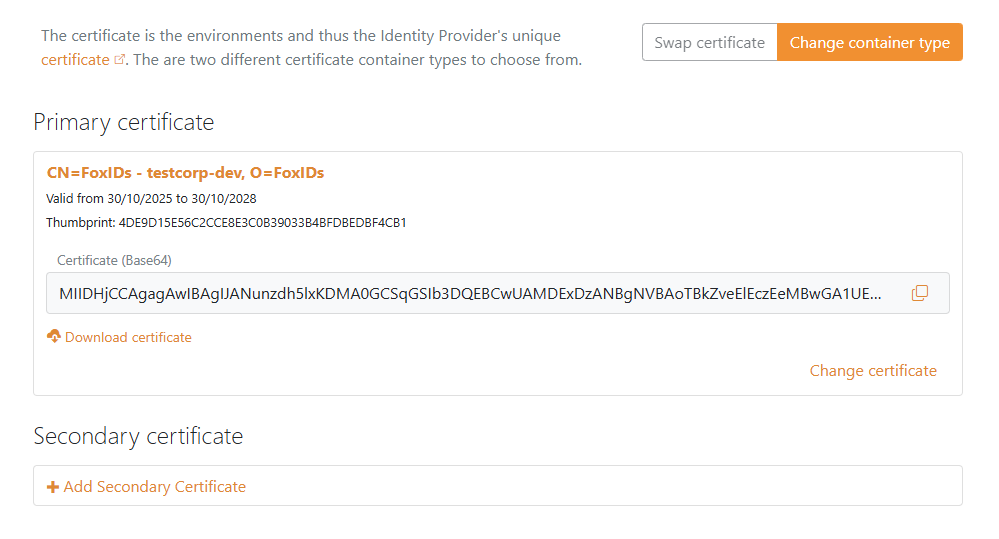 The certificate is the environments and thus the Identity Provider's unique
certificate. The are two different certificate container types to choose from.
Swap certificate
Change container type
Primary certificate
CN=FoxIDs - testcorp-dev, O=FoxIDs
Valid from 30/10/2025 to 30/10/2028
Thumbprint: 4DE9D15E56C2CCE8E3C0B39033B4BFDBEDBF4CB1
Certificate (Base64)
MIIDHjCCAgagAwIBAgIJANunzdh5lxKDMA0GCSqGSIb3DQEBCwUAMDExDzANBgNVBAoTBkZveElEczEeMBwGA1UE...
Download certificate
Change certificate
Secondary certificate
Add Secondary Certificate